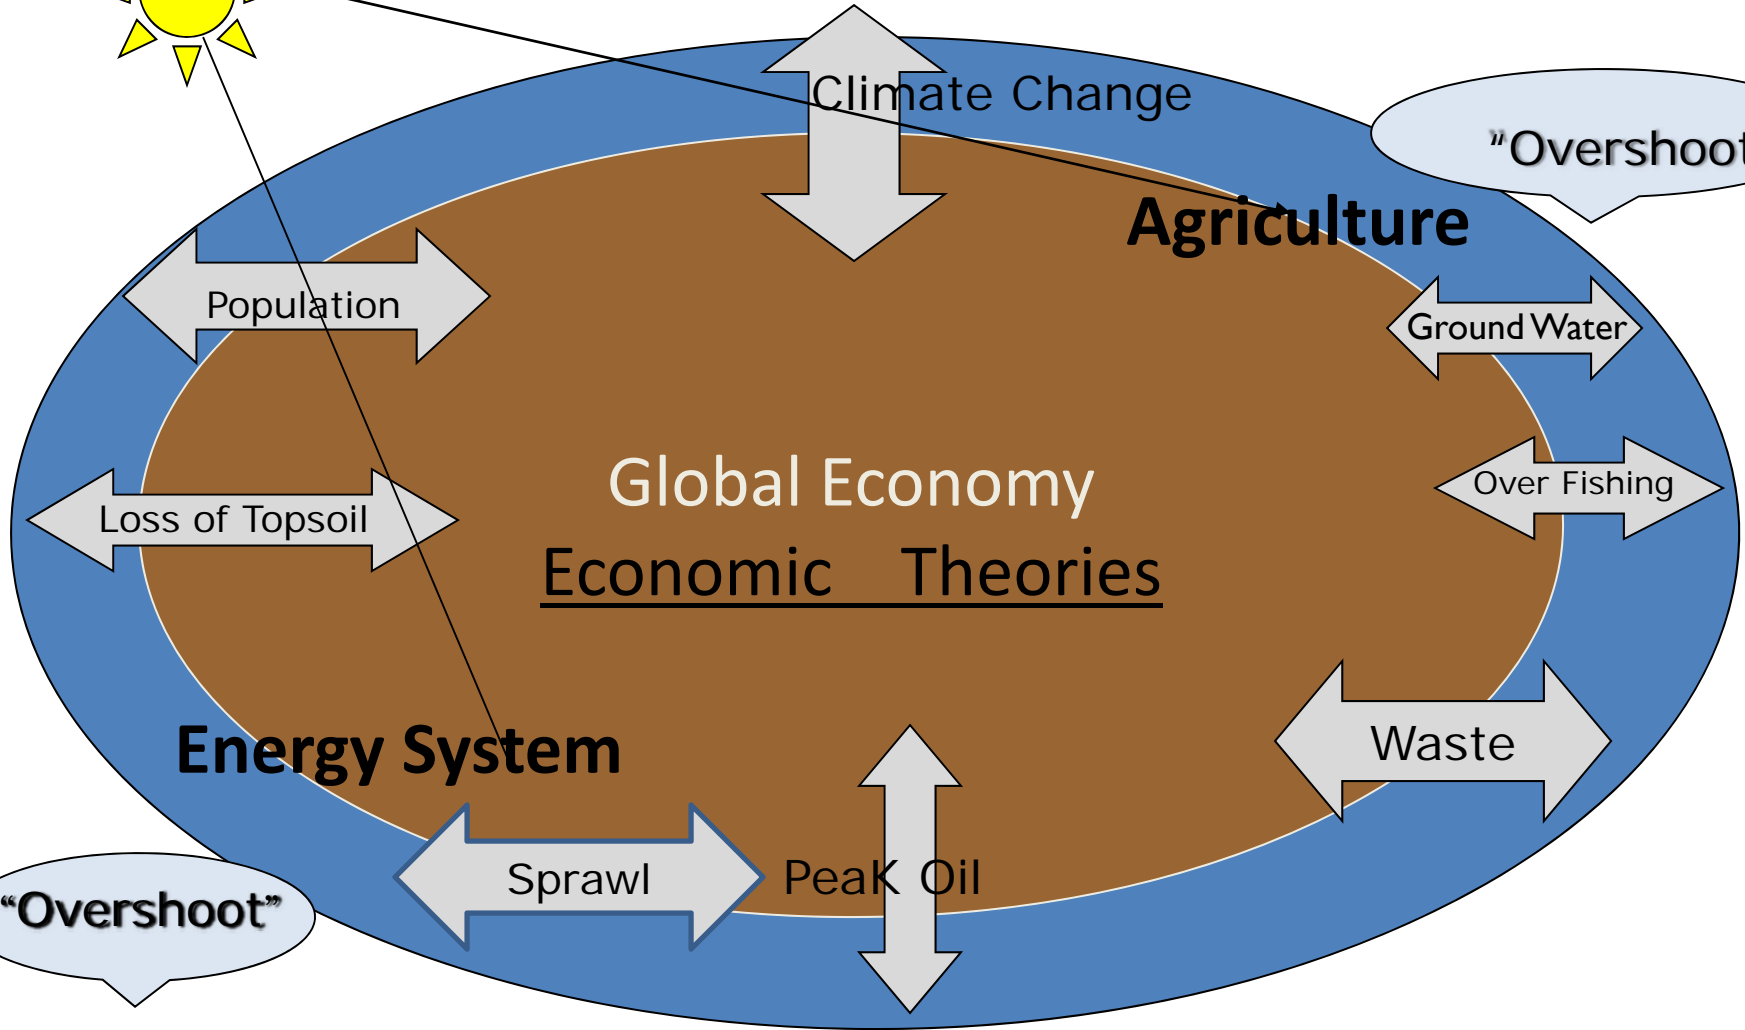 Climate Change
"Overshoot
Agriculture
Population
Ground Water
Global Economy
Over Fishing
Loss of Topsoil
Economic Theories
Energy System
Waste
Sprawl
PeaK Oil
“Overshoot”